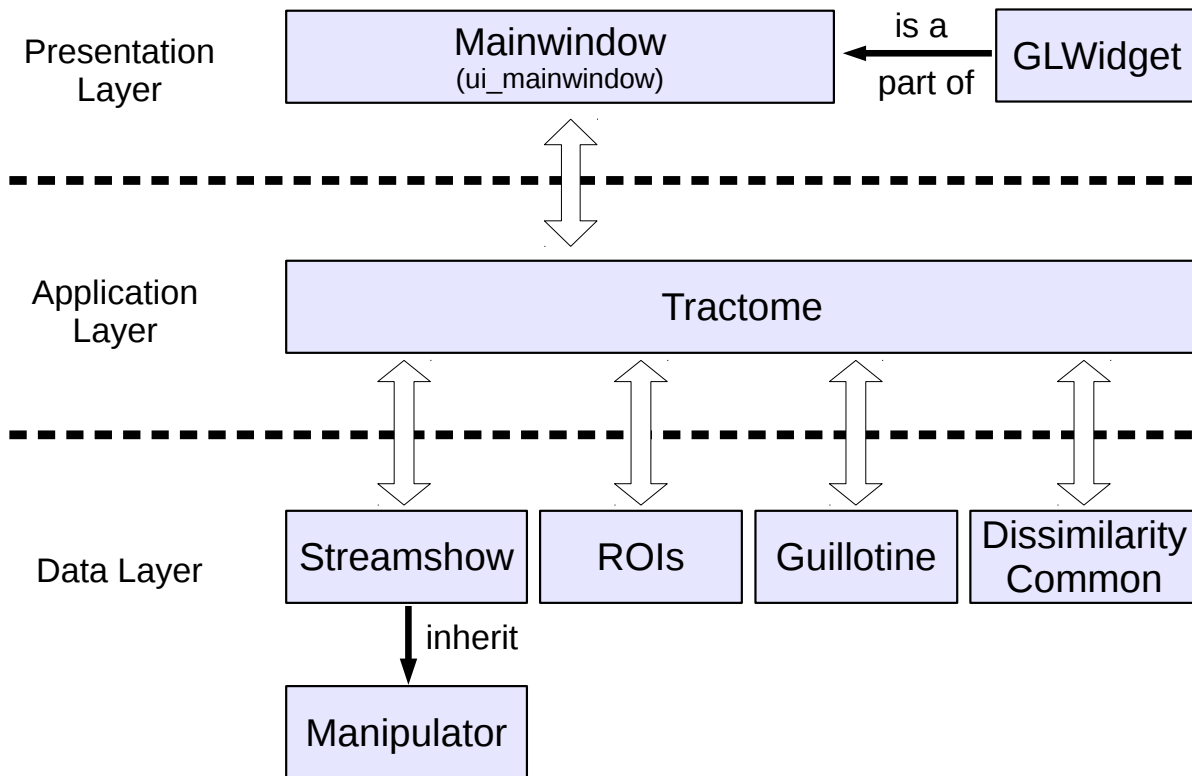 Presentation
Layer
Mainwindow
(ui_mainwindow)
is a
part of
GLWidget
Application
Layer
Tractome
Data Layer
Streamshow
ROIs
Guillotine
Dissimilarity
Common
inherit
Manipulator